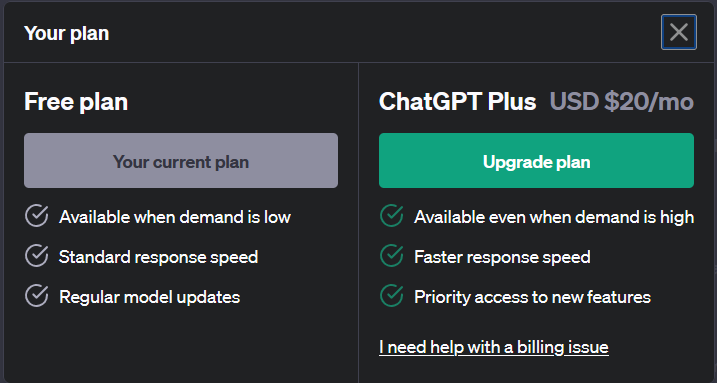 Your plan
Free plan
Your current plan
Available when demand is low
Standard response speed
Regular model updates
ChatGPT Plus USD $20/mo
Upgrade plan
Available even when demand is high
Faster response speed
Priority access to new features
I need help with a billing issue